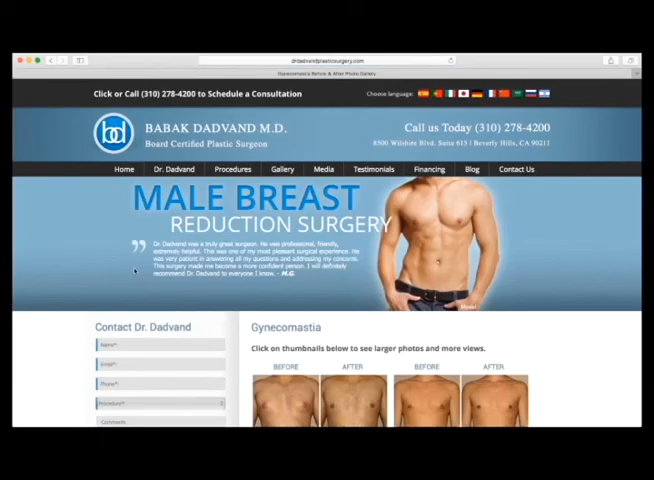 drdadvandplasticsurgery.com
Gynecomastia Before & After Photo Gallery
Click or Call (310) 278-4200 to Schedule a Consultation
Choose language:
bd
BABAK DADVAND M.D.
Board Certified Plastic Surgeon
Call us Today (310) 278-4200
8500 Wilshire Blvd, Suite 615 / Beverly Hills, CA 90211
Home Dr. Dadvand Procedures Gallery Media Testimonials Financing Blog Contact Us
MALE BREAST
REDUCTION SURGERY
Dr. Dadvand was a truly great surgeon. He was professional, friendly,
extremely helpful. This was one of my most pleasant surgical experience. He
was very patient in answering all my questions and addressing my concerns.
This surgery made me become a more confident person. I will definitely
recommend Dr. Dadvand to everyone I know. - M.G.
Model
Contact Dr. Dadvand
Name*:
Email*:
Phone*:
Procedure*
Comments
Gynecomastia
Click on thumbnails below to see larger photos and more views.
BEFORE AFTER BEFORE AFTER